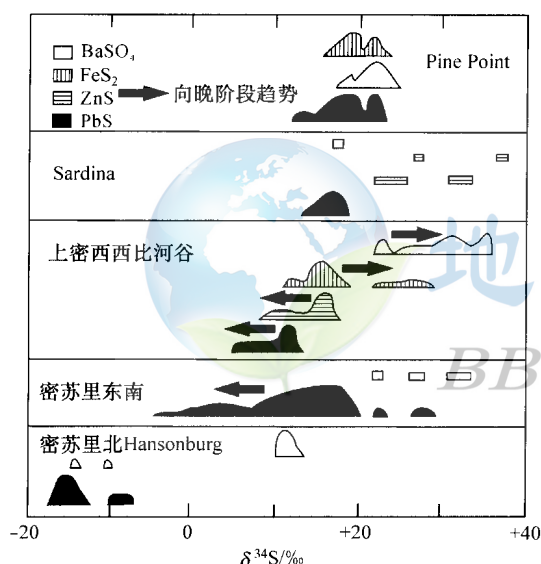 BaSO₄
FeS₂
ZnS
PbS
向晚阶段趋势
Pine Point
Sardina
上密西西比河谷
密苏里东南
密苏里北Hansonburg
地
BB
-20 0 +20 +40
δ³⁴S/‰